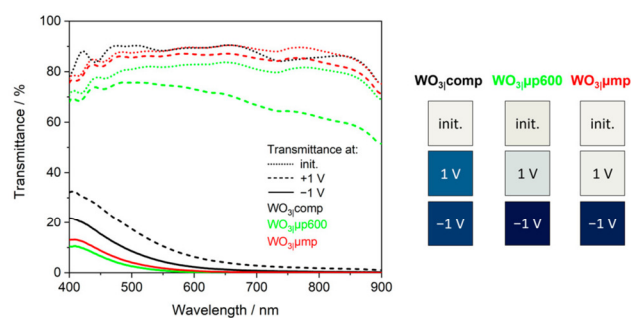 100
80
60
40
20
0
Transmittance / %
400
500
600
700
800
900
Wavelength / nm
Transmittance at:
init.
+1 V
−1 V
WO₃|comp
WO₃|µp600
WO₃|µmp
WO₃|comp WO₃|µp600 WO₃|µmp
init. init. init.
1 V 1 V 1 V
−1 V −1 V −1 V